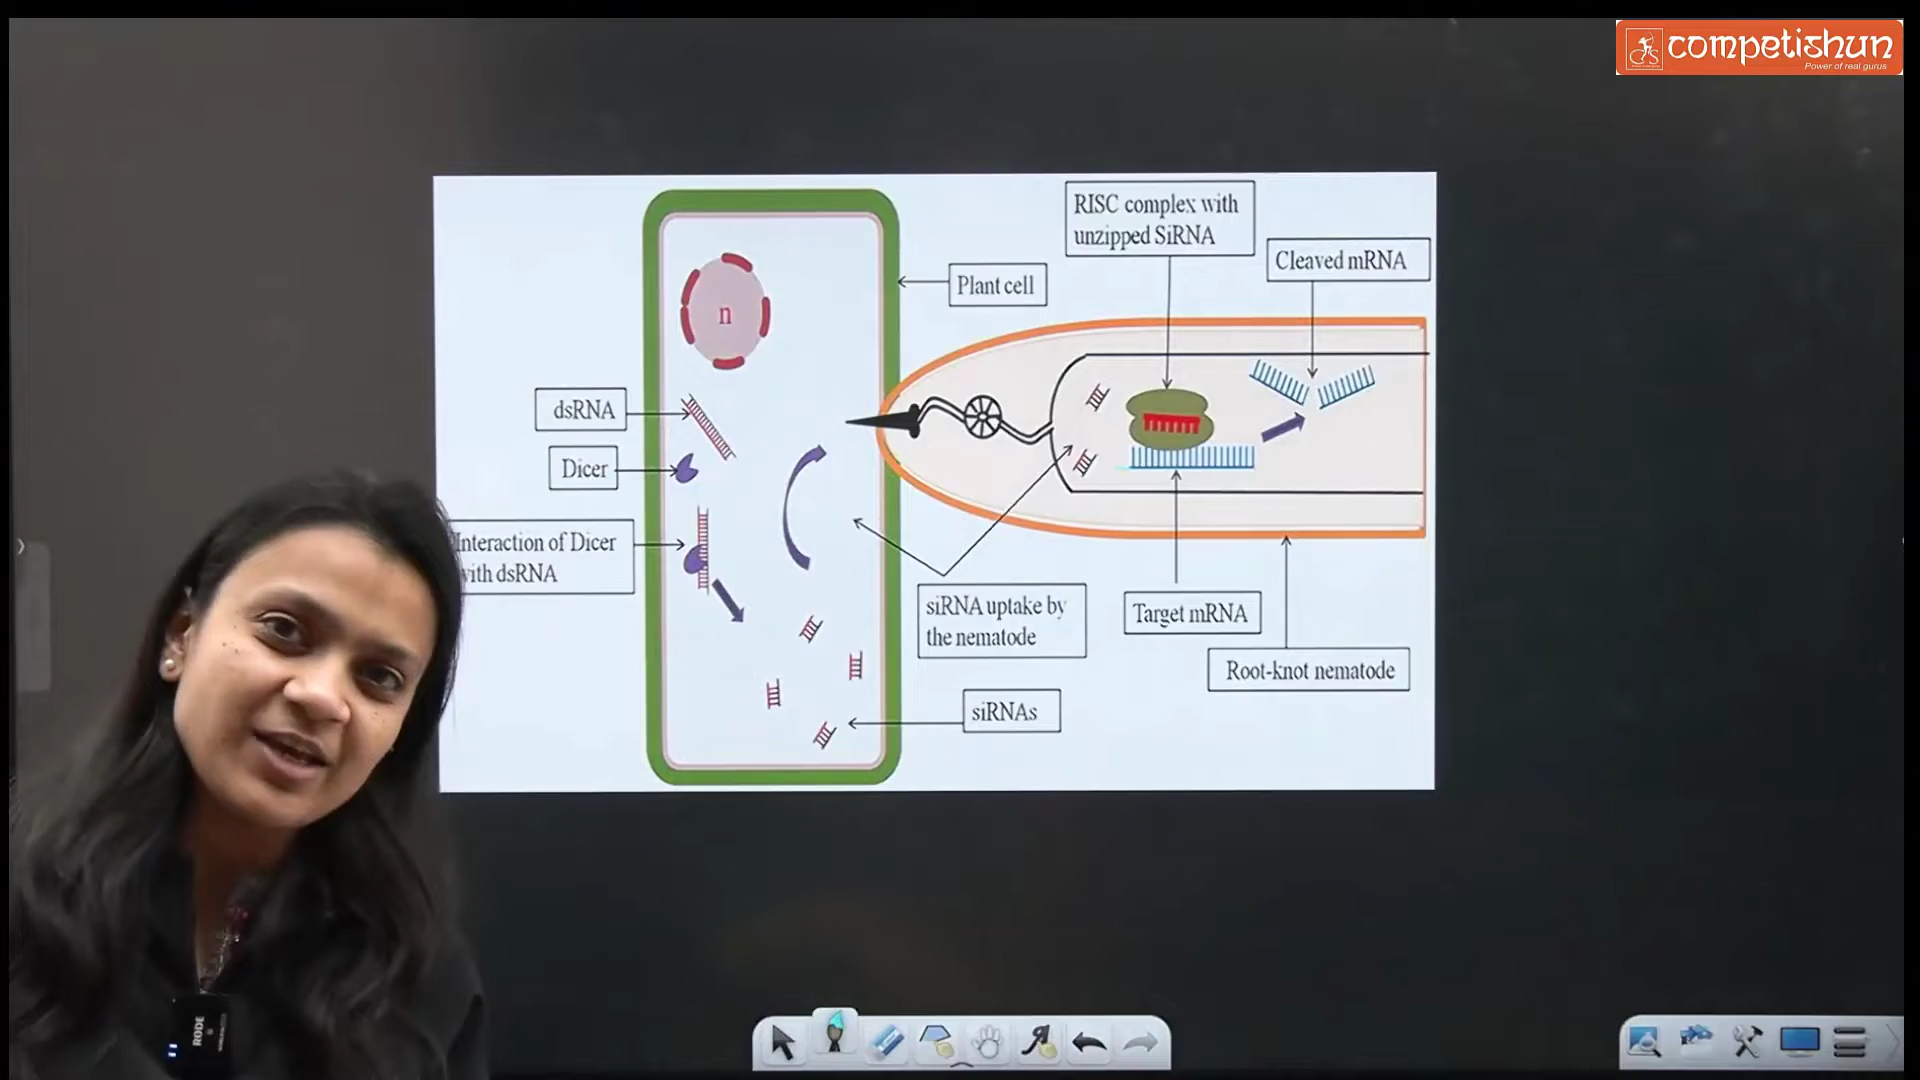 competishun
Power of real gurus
RISC complex with
unzipped SiRNA
Cleaved mRNA
Plant cell
n
dsRNA
Dicer
Interaction of Dicer
with dsRNA
siRNA uptake by
the nematode
Target mRNA
Root-knot nematode
siRNAs
RODE